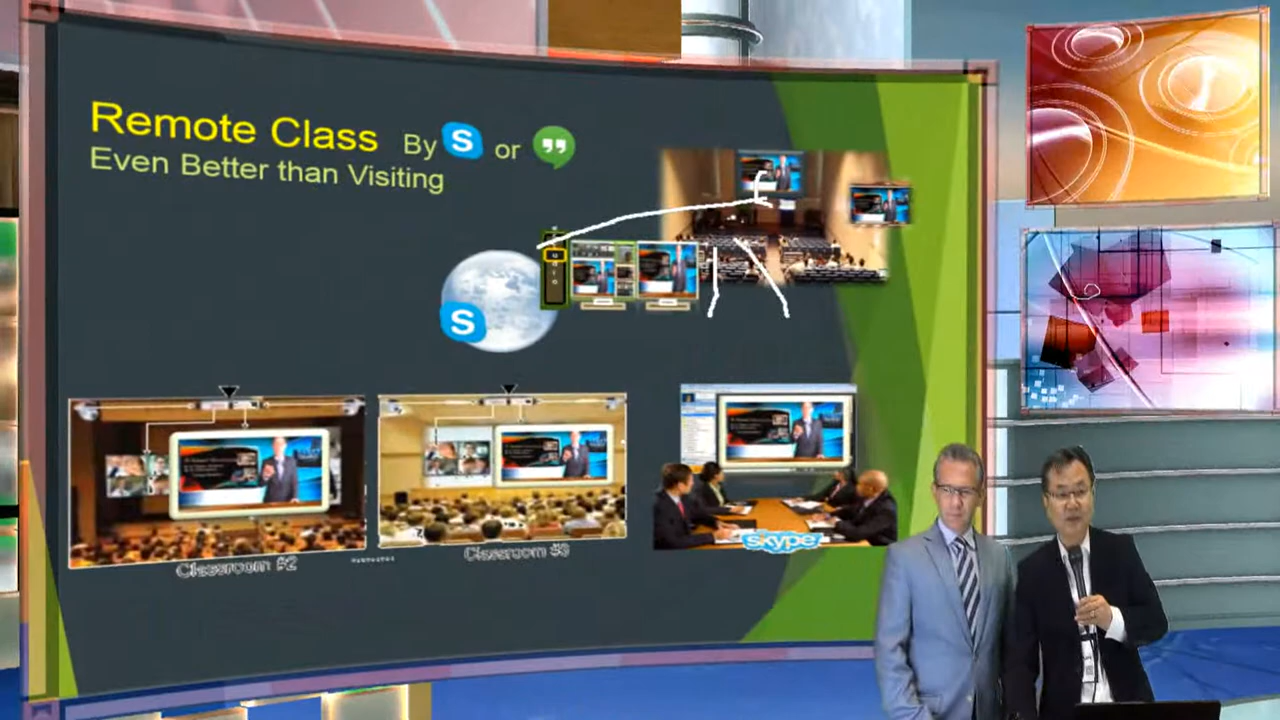 Remote Class By S or
Even Better than Visiting
S
Classroom #2
Classroom #3
skype